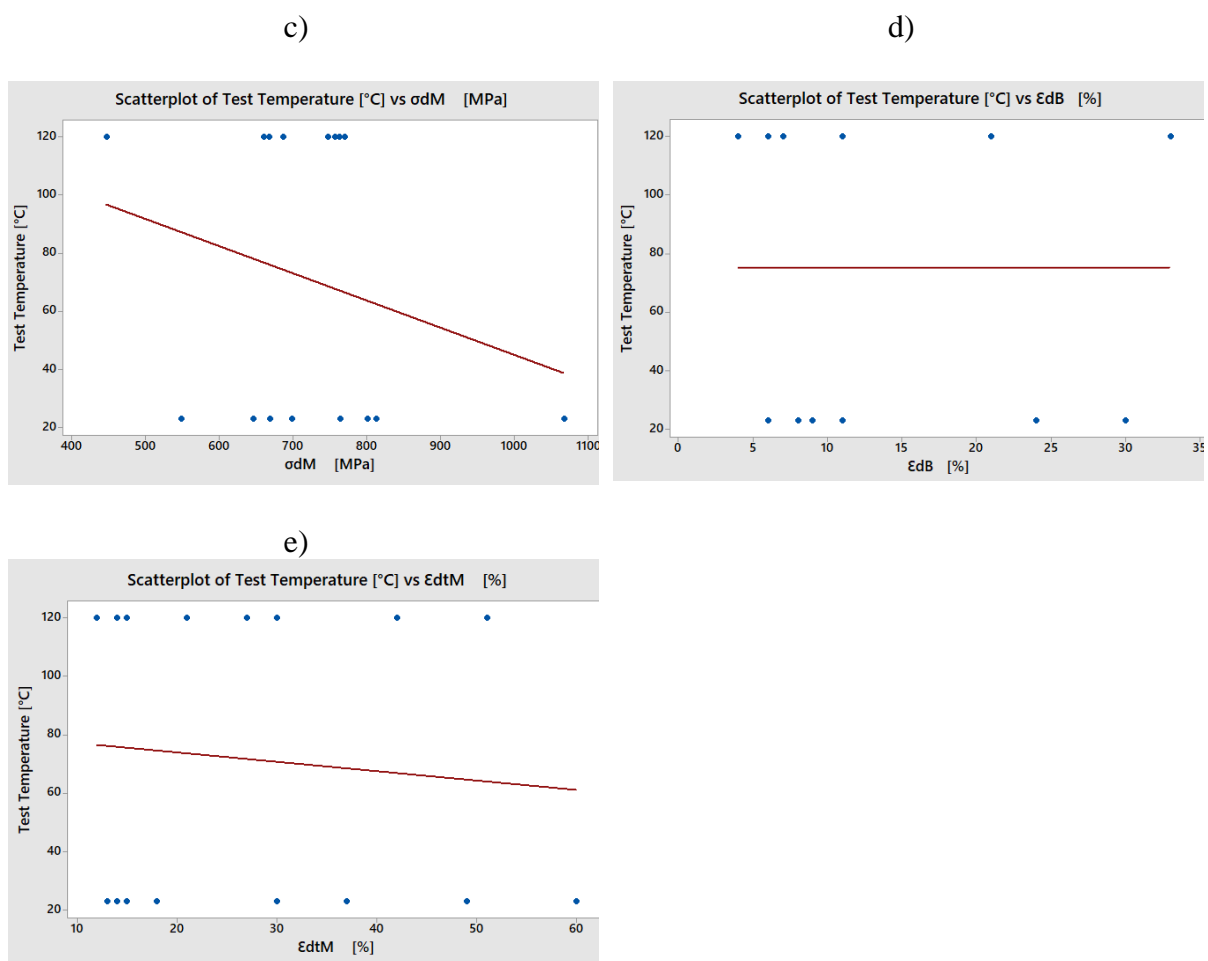 c)
d)
Scatterplot of Test Temperature [°C] vs σdM [MPa]
120
100
80
60
40
20
Test Temperature [°C]
400 500 600 700 800 900 1000 1100
σdM [MPa]
Scatterplot of Test Temperature [°C] vs ƐdB [%]
120
100
80
60
40
20
Test Temperature [°C]
0 5 10 15 20 25 30 35
ƐdB [%]
e)
Scatterplot of Test Temperature [°C] vs ƐdtM [%]
120
100
80
60
40
20
Test Temperature [°C]
10 20 30 40 50 60
ƐdtM [%]